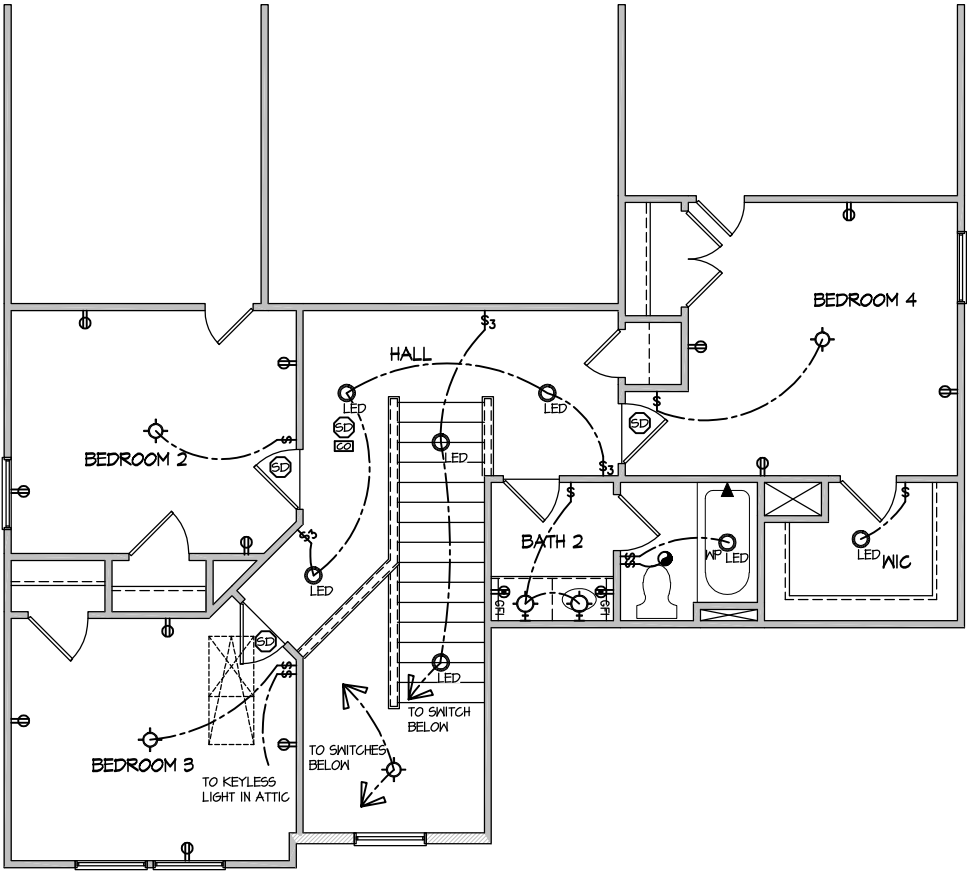 BEDROOM 4
$3
HALL
LED
LED
$
SD
SD
CO
$
LED
BEDROOM 2
SD
$3
$
$
BATH 2
$3
$$
WP
LED
LED
WIC
LED
GFI
GFI
SD
$
$
LED
TO SWITCH
BELOW
TO SWITCHES
BELOW
BEDROOM 3
TO KEYLESS
LIGHT IN ATTIC